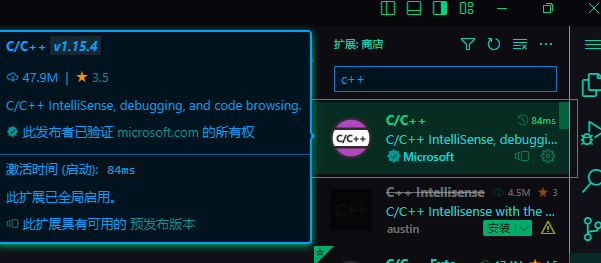 C/C++ v1.15.4
47.9M | ★ 3.5
C/C++ IntelliSense, debugging, and code browsing.
此发布者已验证 microsoft.com 的所有权
激活时间 (启动): 84ms
此扩展已全局启用。
此扩展具有可用的 预发布版本
扩展: 商店
c++
C/C++
C/C++ 84ms
C/C++ IntelliSense, debuggi...
Microsoft
C++ Intellisense 4.5M ★ 3
C/C++ Intellisense with the ...
austin 安装